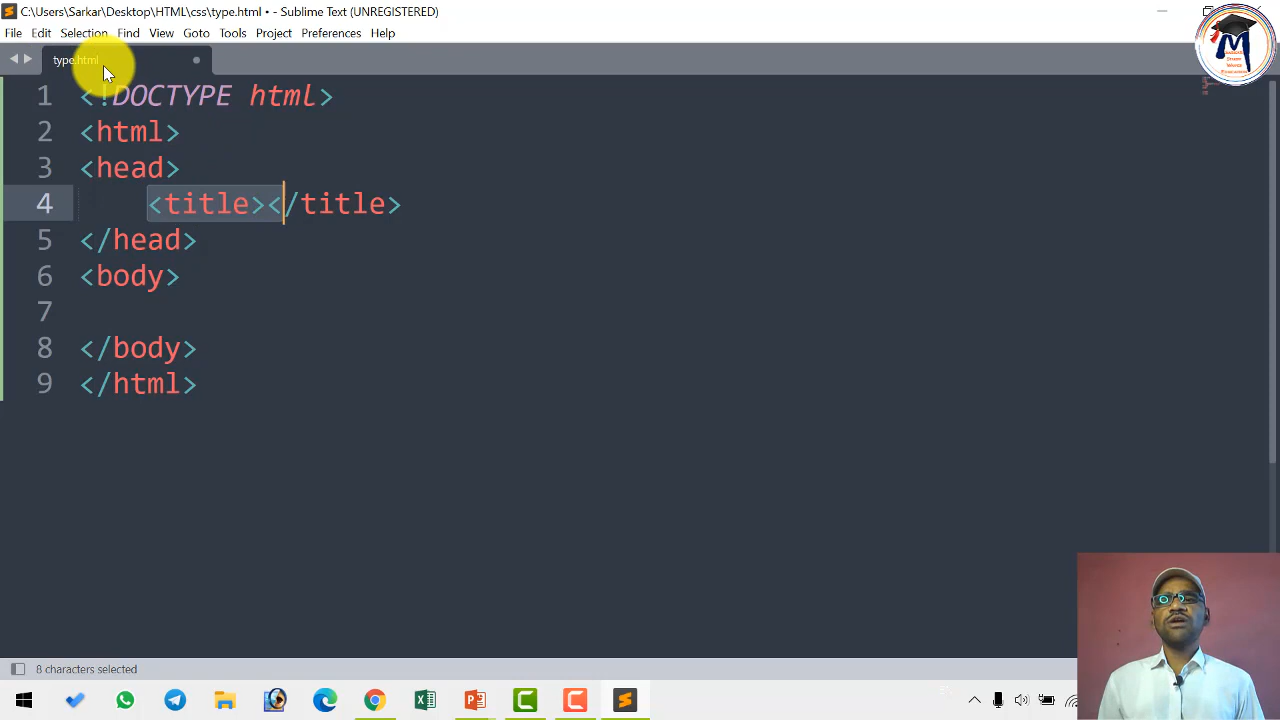 C:\Users\Sarkar\Desktop\HTML\css\type.html • - Sublime Text (UNREGISTERED)
File Edit Selection Find View Goto Tools Project Preferences Help
type.html
1 <!DOCTYPE html>
2 <html>
3 <head>
4 <title></title>
5 </head>
6 <body>
7
8 </body>
9 </html>
8 characters selected